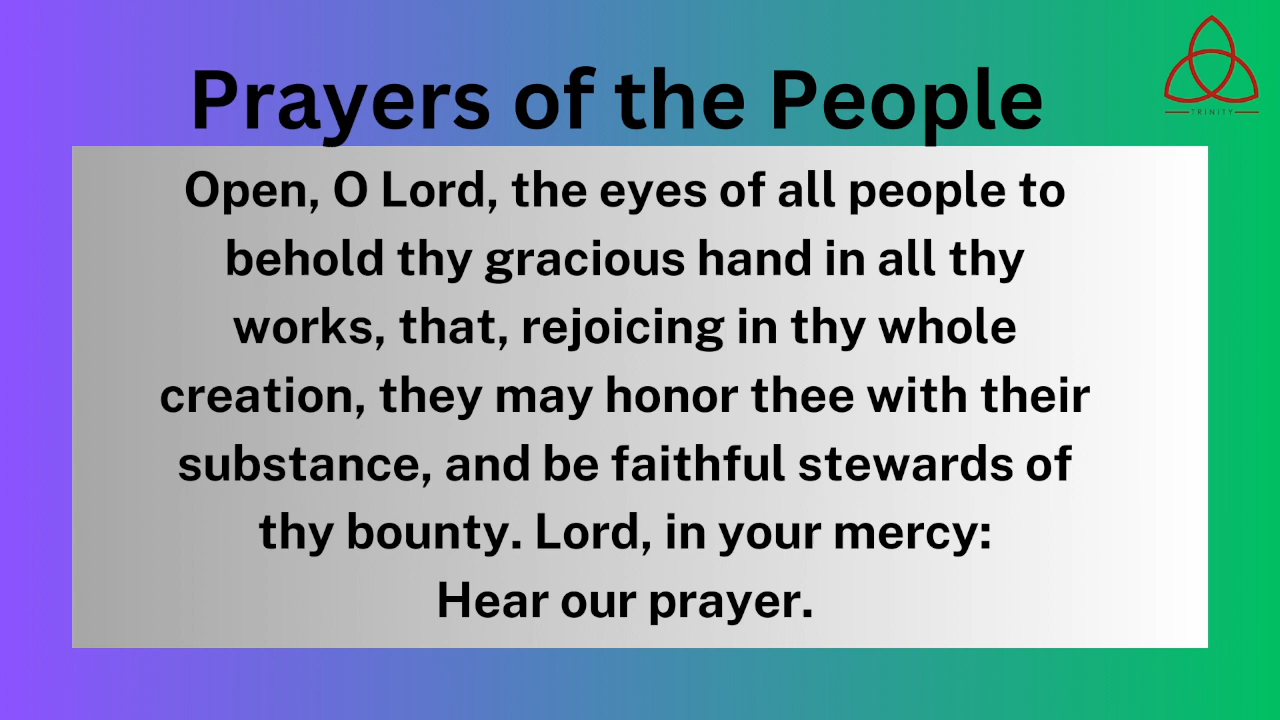 Prayers of the People
TRINITY
Open, O Lord, the eyes of all people to
behold thy gracious hand in all thy
works, that, rejoicing in thy whole
creation, they may honor thee with their
substance, and be faithful stewards of
thy bounty. Lord, in your mercy:
Hear our prayer.